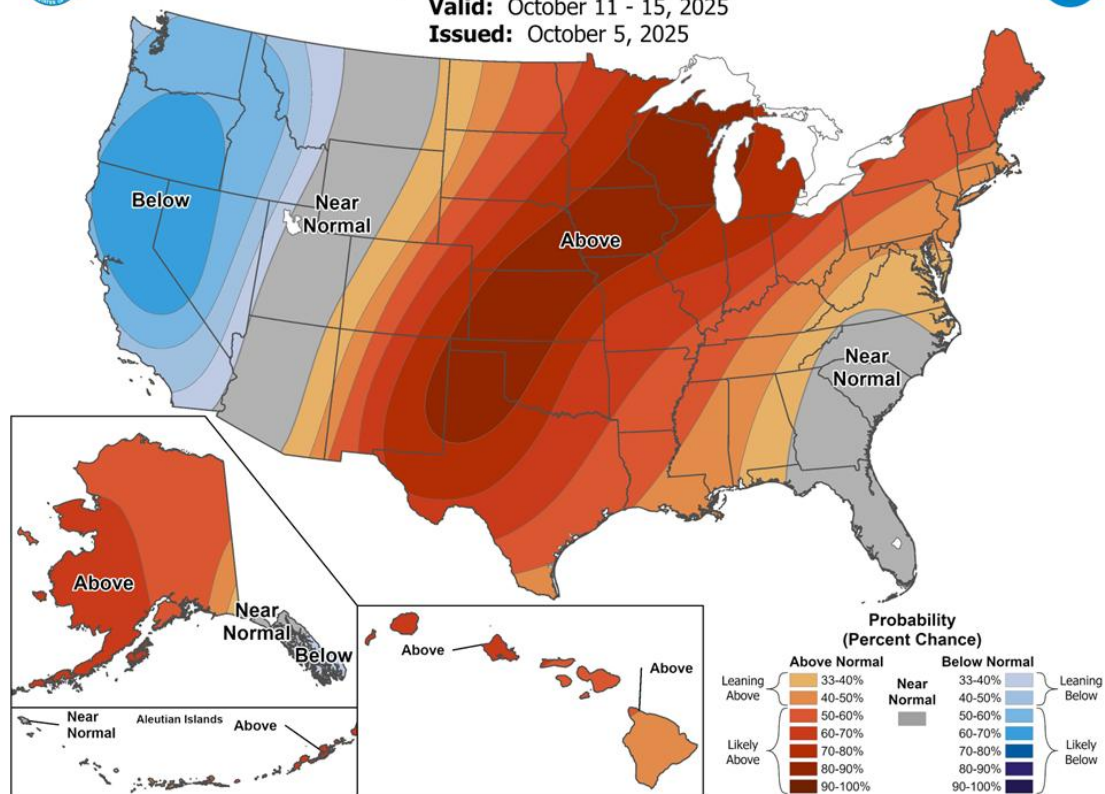 Valid: October 11 - 15, 2025
Issued: October 5, 2025
Below
Near
Normal
Above
Near
Normal
Above
Near
Normal
Below
Near
Normal
Aleutian Islands
Above
Above
Above
Probability
(Percent Chance)
Above Normal
Below Normal
Leaning
Above
33-40%
40-50%
Likely
Above
50-60%
60-70%
70-80%
80-90%
90-100%
Near
Normal
33-40%
40-50%
Leaning
Below
50-60%
60-70%
70-80%
80-90%
90-100%
Likely
Below